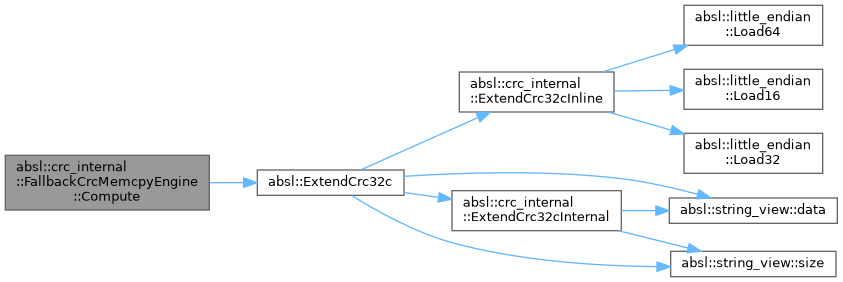 absl::crc_internal
::FallbackCrcMemcpyEngine
::Compute
absl::ExtendCrc32c
absl::crc_internal
::ExtendCrc32cInline
absl::crc_internal
::ExtendCrc32cInternal
absl::little_endian
::Load64
absl::little_endian
::Load16
absl::little_endian
::Load32
absl::string_view::data
absl::string_view::size